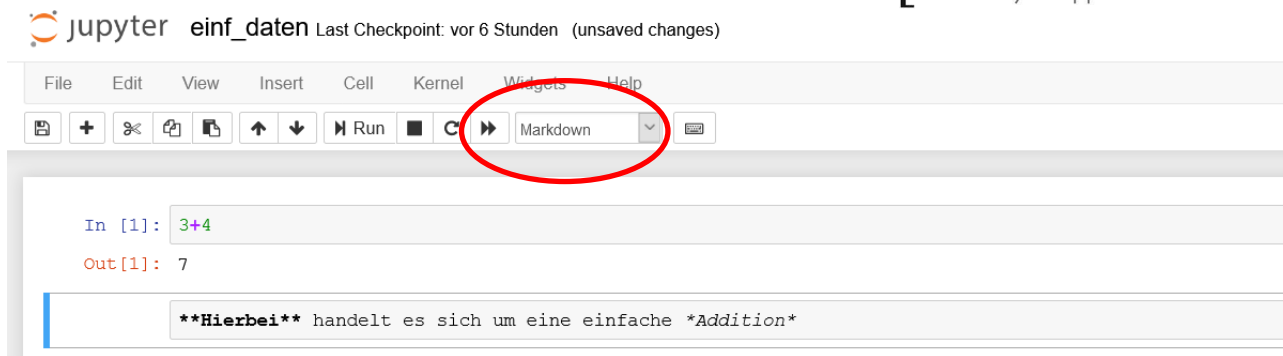 jupyter einf_daten Last Checkpoint: vor 6 Stunden (unsaved changes)
File Edit View Insert Cell Kernel Widgets Help
Run Markdown
In [1]: 3+4
Out[1]: 7
**Hierbei** handelt es sich um eine einfache *Addition*